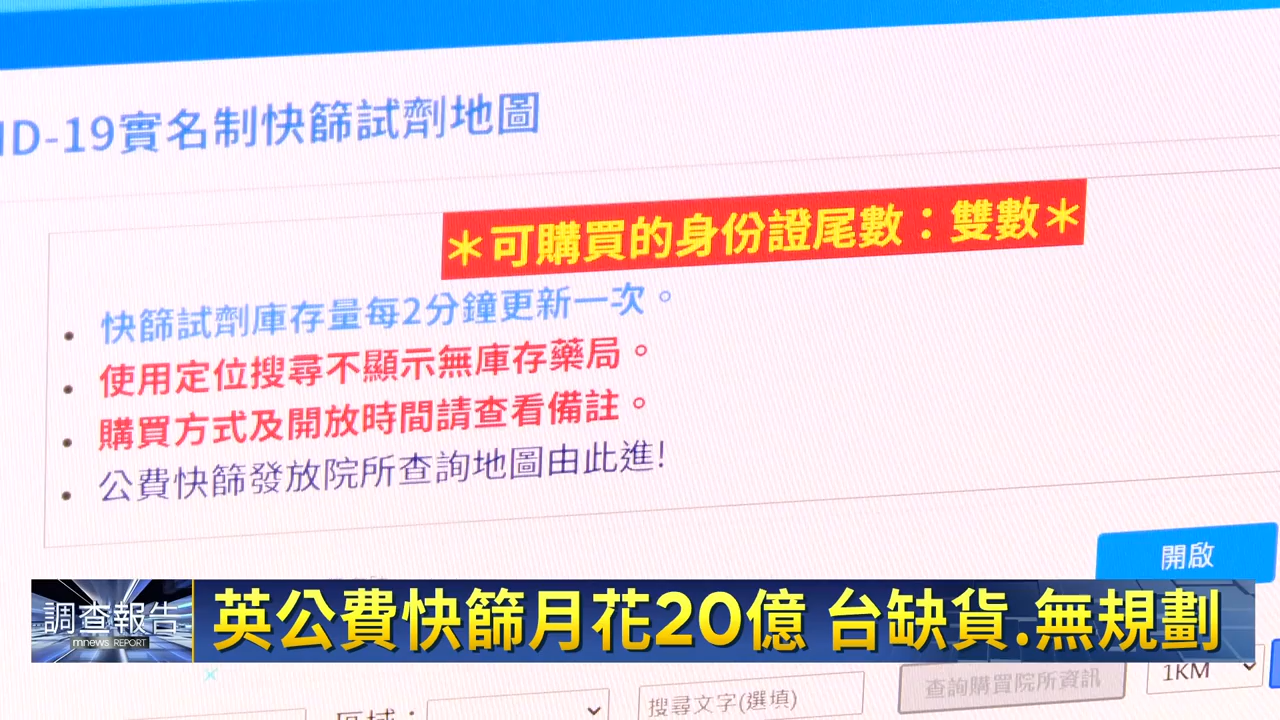 ID-19實名制快篩試劑地圖
＊可購買的身份證尾數：雙數＊
快篩試劑庫存量每2分鐘更新一次。
使用定位搜尋不顯示無庫存藥局。
購買方式及開放時間請查看備註。
公費快篩發放院所查詢地圖由此進!
開啟
調查報告
mnews REPORT
英公費快篩月花20億 台缺貨.無規劃
區域：
搜尋文字(選填)
查詢購買院所資訊
1KM